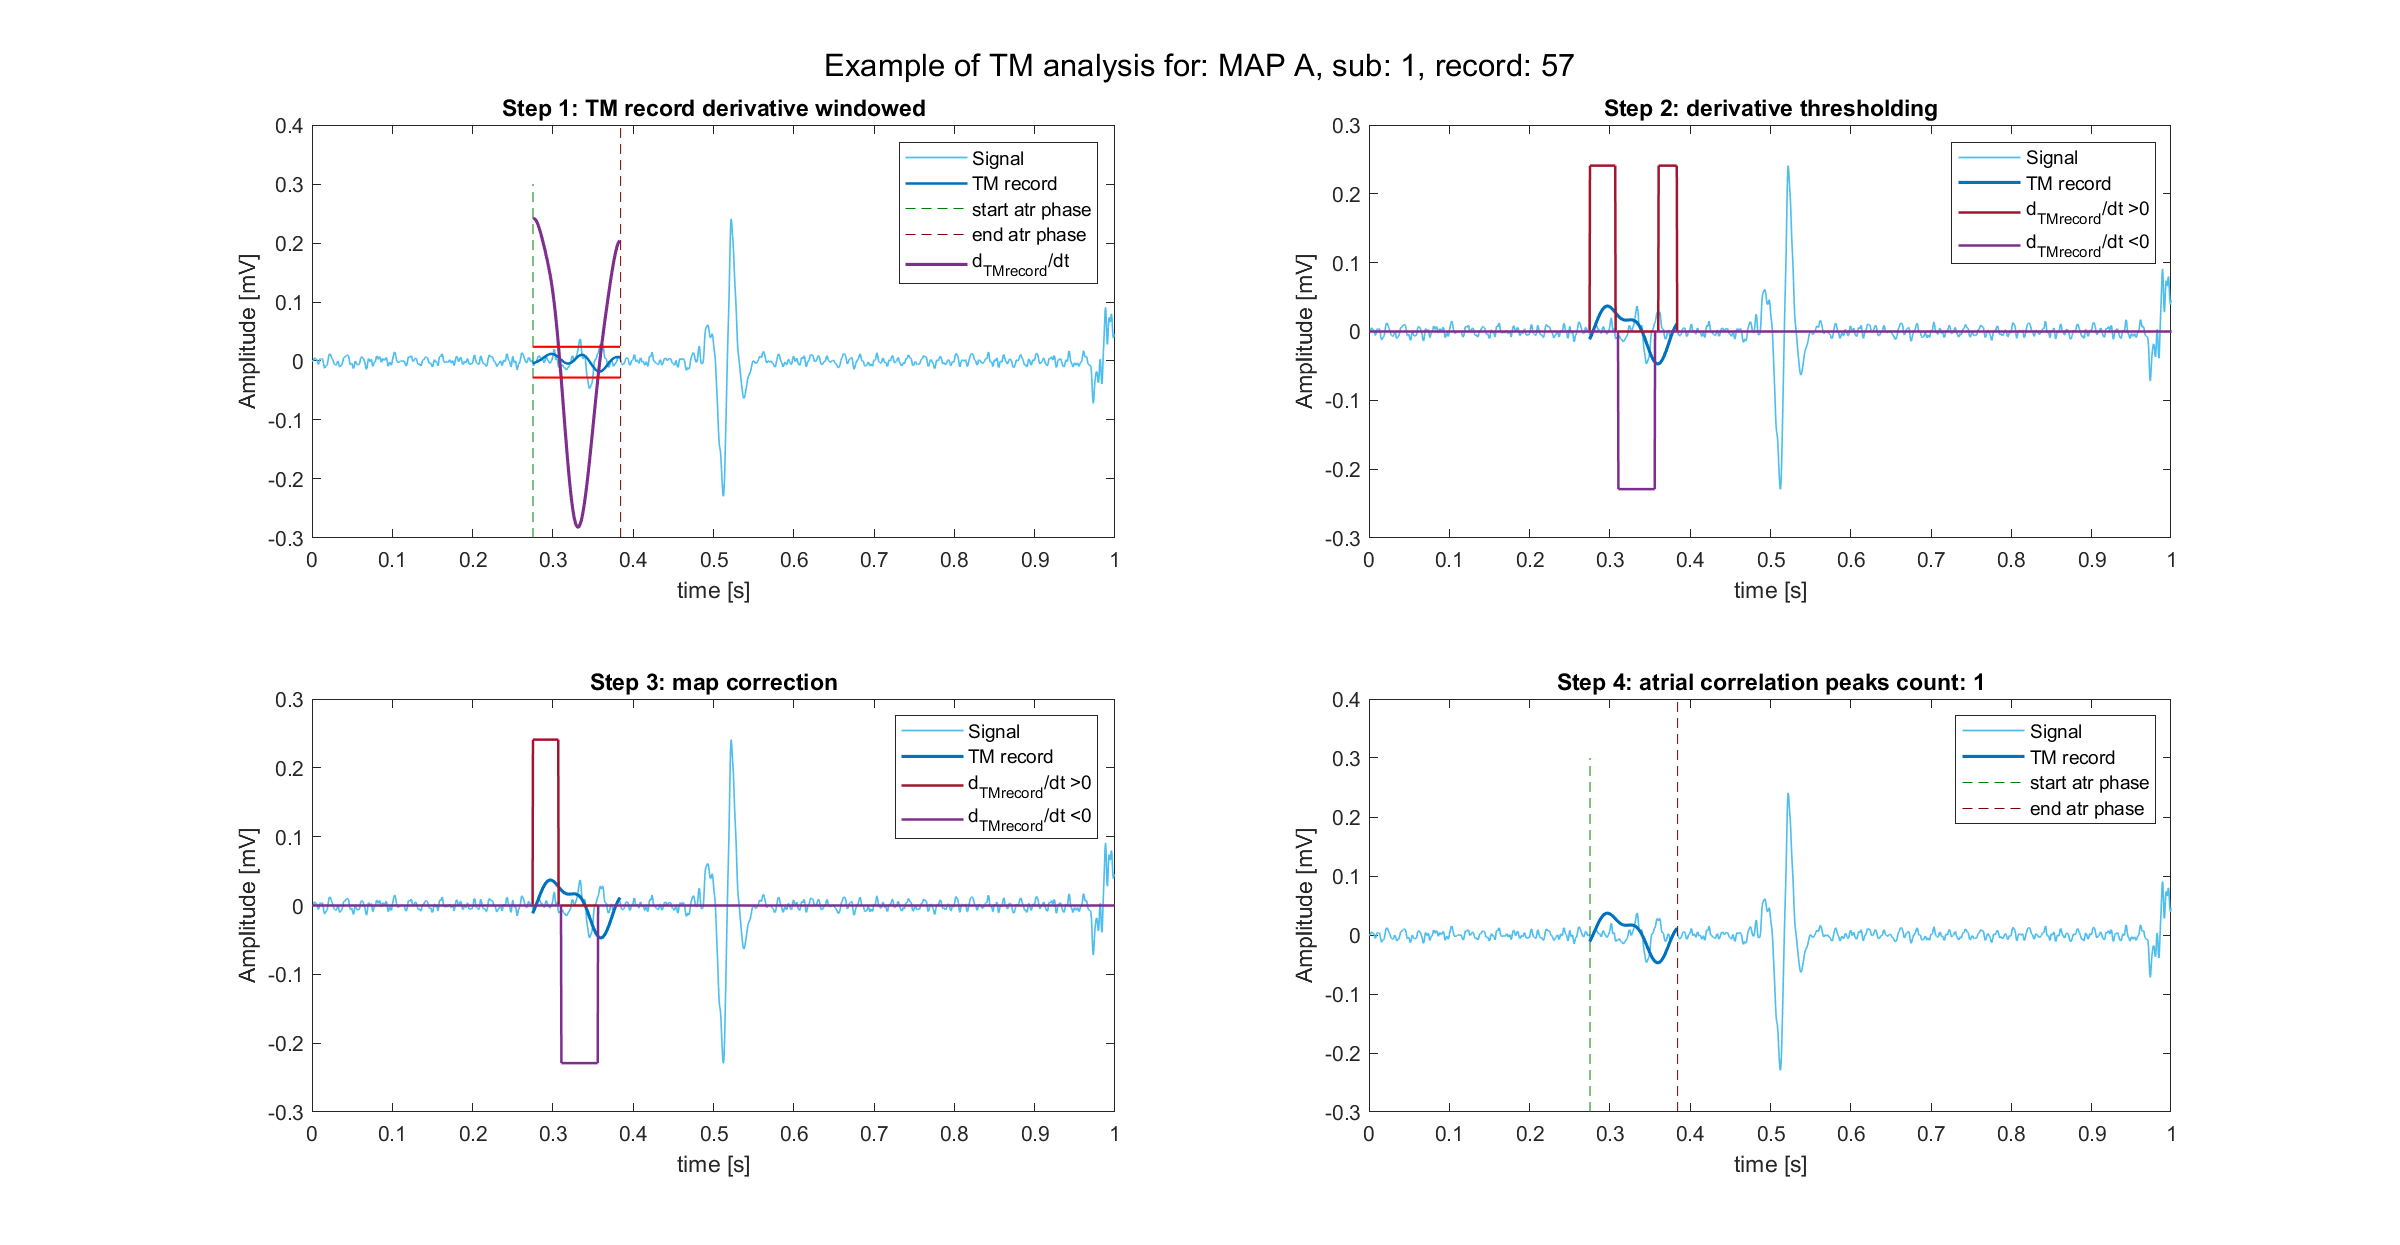 Example of TM analysis for: MAP A, sub: 1, record: 57
Step 1: TM record derivative windowed
0.4
0.3
0.2
0.1
0
-0.1
-0.2
-0.3
Amplitude [mV]
0 0.1 0.2 0.3 0.4 0.5 0.6 0.7 0.8 0.9 1
time [s]
Signal
TM record
start atr phase
end atr phase
dTMrecord/dt
Step 2: derivative thresholding
0.3
0.2
0.1
0
-0.1
-0.2
-0.3
Amplitude [mV]
0 0.1 0.2 0.3 0.4 0.5 0.6 0.7 0.8 0.9 1
time [s]
Signal
TM record
dTMrecord/dt >0
dTMrecord/dt <0
Step 3: map correction
0.3
0.2
0.1
0
-0.1
-0.2
-0.3
Amplitude [mV]
0 0.1 0.2 0.3 0.4 0.5 0.6 0.7 0.8 0.9 1
time [s]
Signal
TM record
dTMrecord/dt >0
dTMrecord/dt <0
Step 4: atrial correlation peaks count: 1
0.4
0.3
0.2
0.1
0
-0.1
-0.2
-0.3
Amplitude [mV]
0 0.1 0.2 0.3 0.4 0.5 0.6 0.7 0.8 0.9 1
time [s]
Signal
TM record
start atr phase
end atr phase